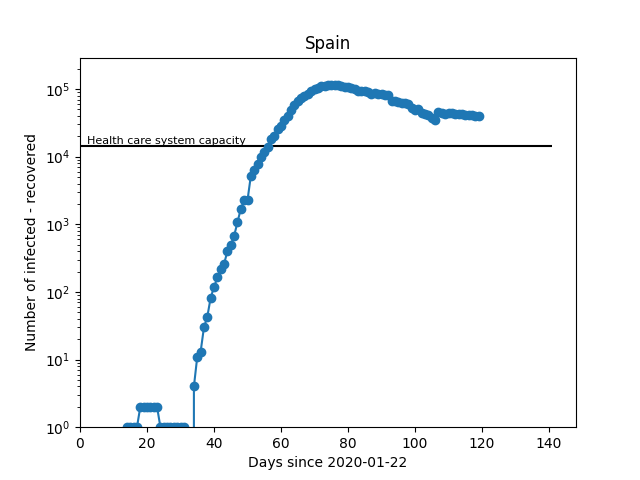 Spain
Number of infected - recovered
10^5
10^4
10^3
10^2
10^1
10^0
Health care system capacity
0 20 40 60 80 100 120 140
Days since 2020-01-22